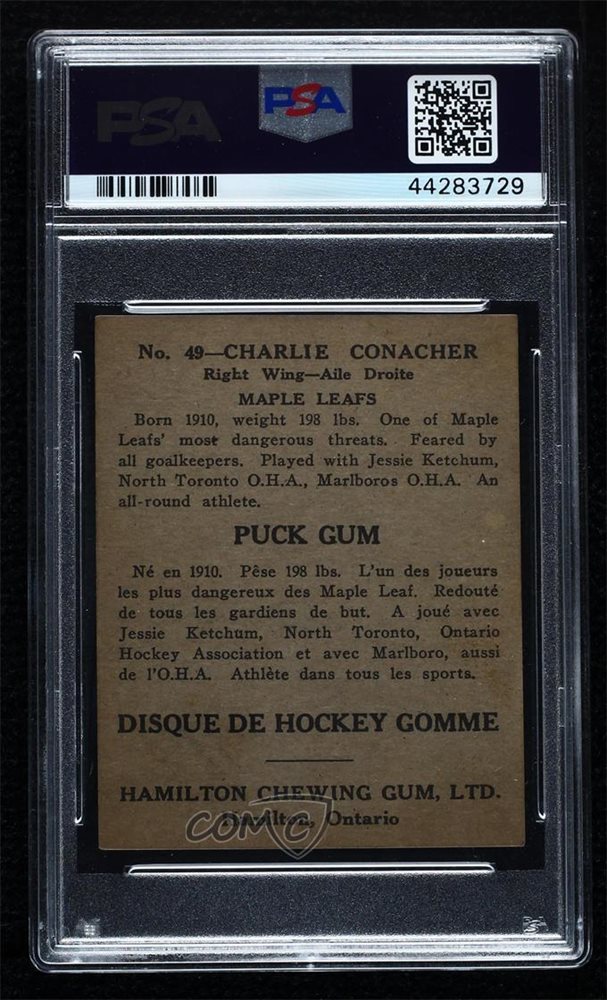 PSA
PSA
44283729
No. 49—CHARLIE CONACHER
Right Wing—Aile Droite
MAPLE LEAFS
Born 1910, weight 198 lbs. One of Maple
Leafs' most dangerous threats. Feared by
all goalkeepers. Played with Jessie Ketchum,
North Toronto O.H.A., Marlboros O.H.A. An
all-round athlete.
PUCK GUM
Né en 1910. Pêse 198 lbs. L'un des joueurs
les plus dangereux des Maple Leaf. Redouté
de tous les gardiens de but. A joué avec
Jessie Ketchum, North Toronto, Ontario
Hockey Association et avec Marlboro, aussi
de l'O.H.A. Athlète dans tous les sports.
DISQUE DE HOCKEY GOMME
HAMILTON CHEWING GUM, LTD.
Hamilton, Ontario
COMC